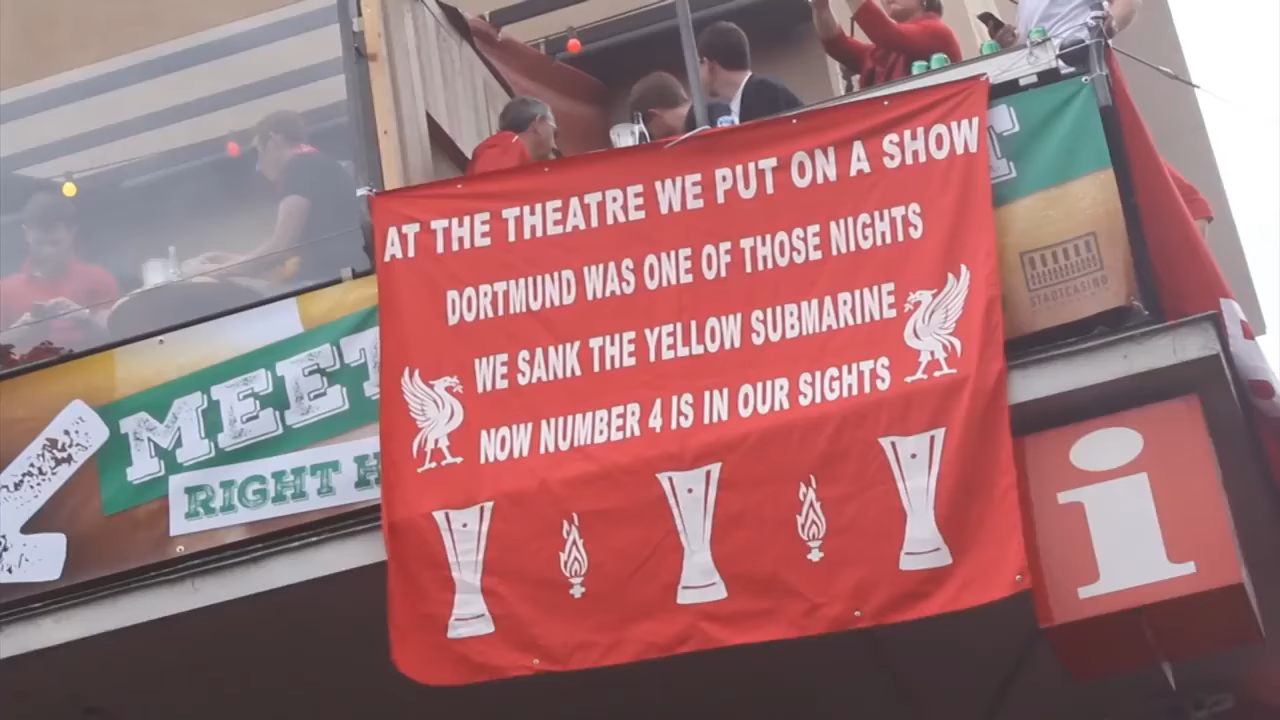 AT THE THEATRE WE PUT ON A SHOW
DORTMUND WAS ONE OF THOSE NIGHTS
WE SANK THE YELLOW SUBMARINE
NOW NUMBER 4 IS IN OUR SIGHTS
MEET
RIGHT H
T
STADTCASINO
i